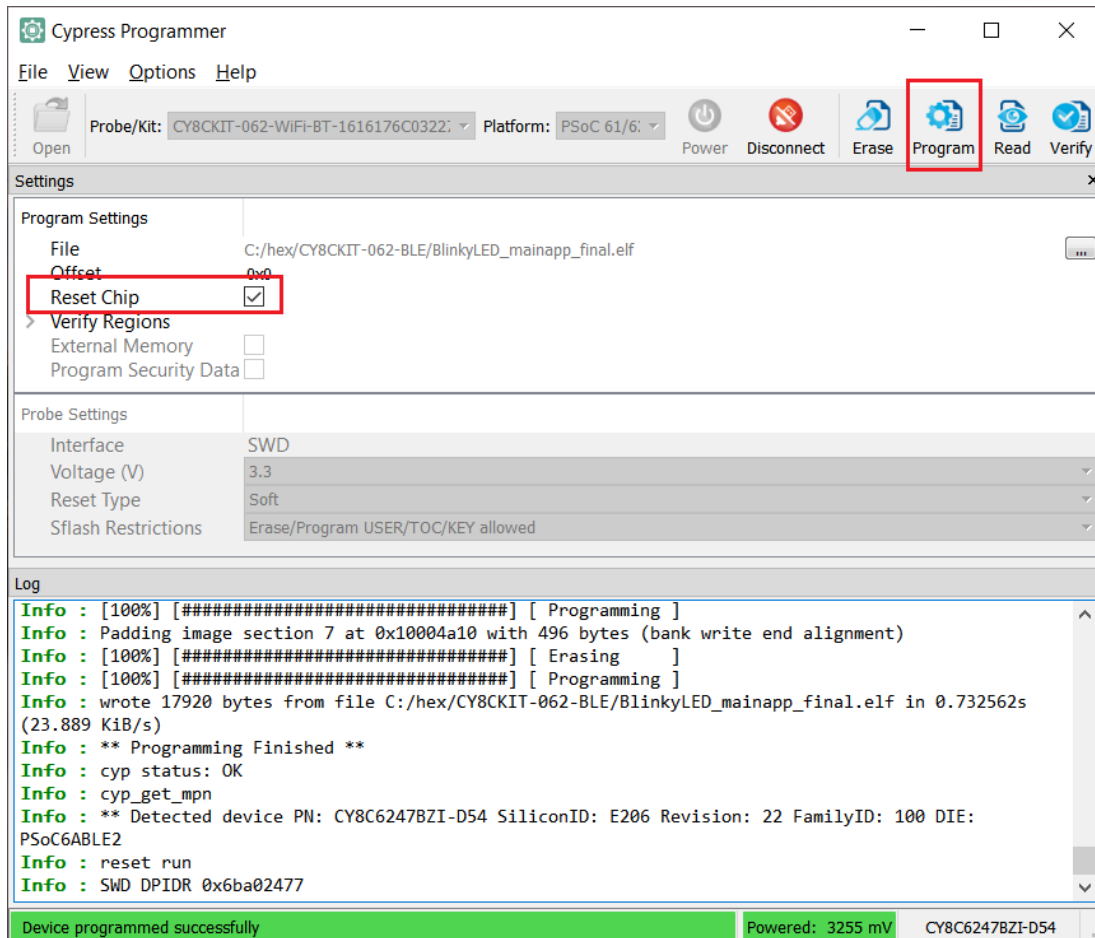 Cypress Programmer
File View Options Help
Open Probe/Kit: CY8CKIT-062-WiFi-BT-1616176C0322 Platform: PSoC 61/6 Power Disconnect Erase Program Read Verify
Settings
Program Settings
File C:/hex/CY8CKIT-062-BLE/BlinkyLED_mainapp_final.elf ...
Offset 0x0
Reset Chip
Verify Regions
External Memory
Program Security Data
Probe Settings
Interface SWD
Voltage (V) 3.3
Reset Type Soft
Sflash Restrictions Erase/Program USER/TOC/KEY allowed
Log
Info : [100%] [################################] [ Programming ]
Info : Padding image section 7 at 0x10004a10 with 496 bytes (bank write end alignment)
Info : [100%] [################################] [ Erasing     ]
Info : [100%] [################################] [ Programming ]
Info : wrote 17920 bytes from file C:/hex/CY8CKIT-062-BLE/BlinkyLED_mainapp_final.elf in 0.732562s
(23.889 KiB/s)
Info : ** Programming Finished **
Info : cyp status: OK
Info : cyp_get_mpn
Info : ** Detected device PN: CY8C6247BZI-D54 SiliconID: E206 Revision: 22 FamilyID: 100 DIE:
PSoC6ABLE2
Info : reset run
Info : SWD DPIDR 0x6ba02477
Device programmed successfully Powered: 3255 mV CY8C6247BZI-D54